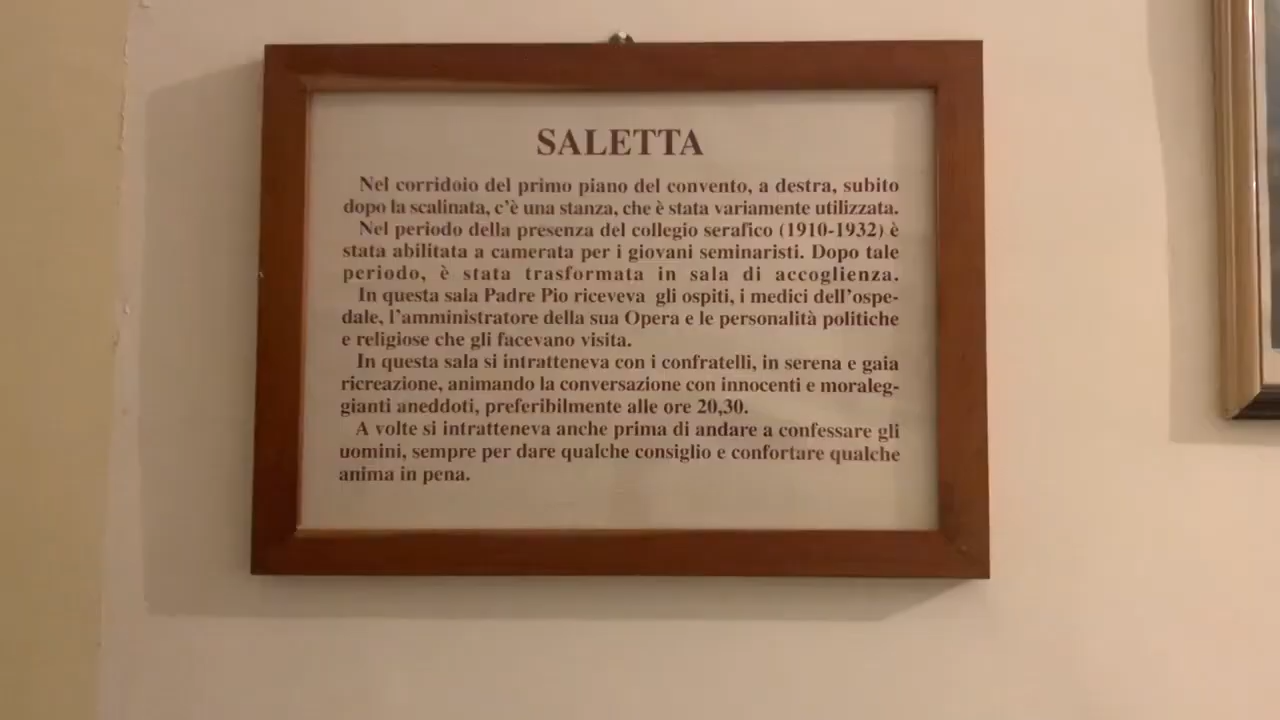 SALETTA
Nel corridoio del primo piano del convento, a destra, subito
dopo la scalinata, c'è una stanza, che è stata variamente utilizzata.
Nel periodo della presenza del collegio serafico (1910-1932) è
stata abilitata a camerata per i giovani seminaristi. Dopo tale
periodo, è stata trasformata in sala di accoglienza.
In questa sala Padre Pio riceveva gli ospiti, i medici dell'ospe-
dale, l'amministratore della sua Opera e le personalità politiche
e religiose che gli facevano visita.
In questa sala si intratteneva con i confratelli, in serena e gaia
ricreazione, animando la conversazione con innocenti e moraleg-
gianti aneddoti, preferibilmente alle ore 20,30.
A volte si intratteneva anche prima di andare a confessare gli
uomini, sempre per dare qualche consiglio e confortare qualche
anima in pena.